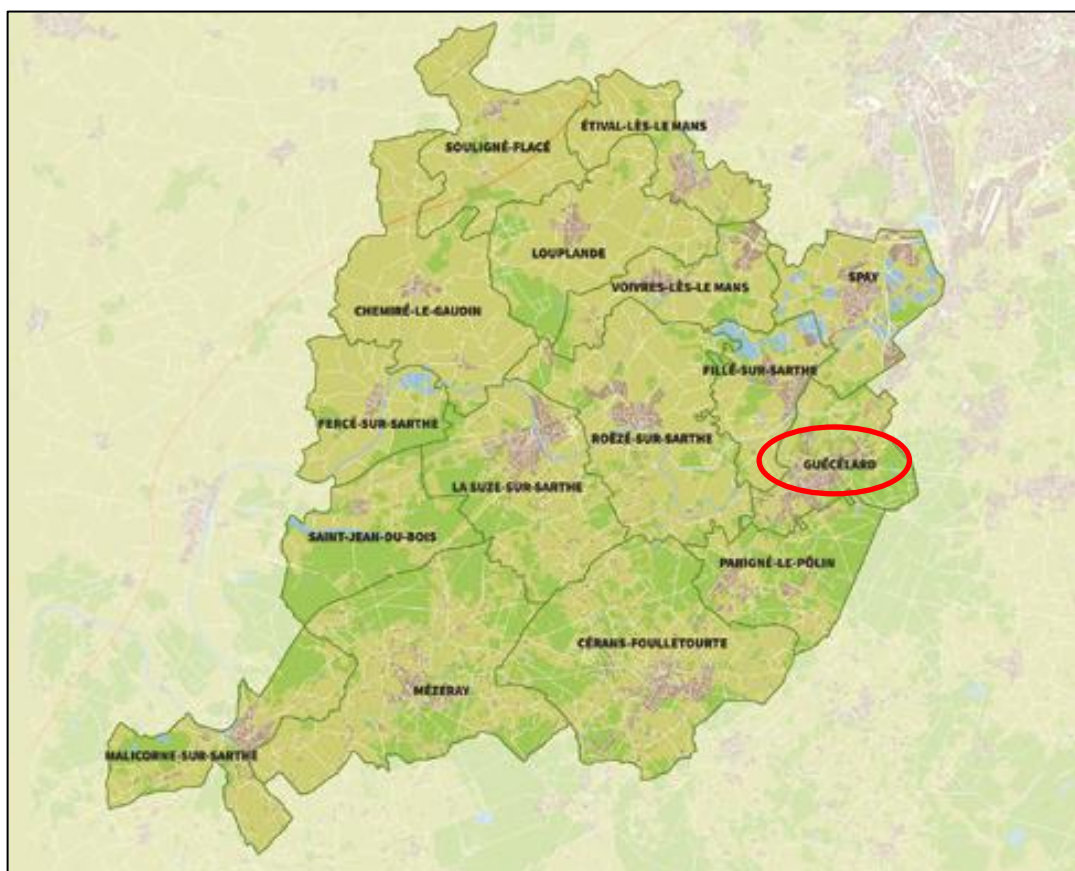 ÉTIVAL-LÈS-LE MANS
SOULIGNÉ-FLACÉ
LOUPLANDE
SPAY
VOIVRES-LÈS-LE MANS
CHEMIRÉ-LE-GAUDIN
FILLÉ-SUR-SARTHE
FERCÉ-SUR-SARTHE
ROËZÉ-SUR-SARTHE
GUÉCÉLARD
LA SUZE-SUR-SARTHE
SAINT-JEAN-DU-BOIS
PARIGNÉ-LE-PÔLIN
CÉRANS-FOULLETOURTE
MÉZERAY
MALICORNE-SUR-SARTHE